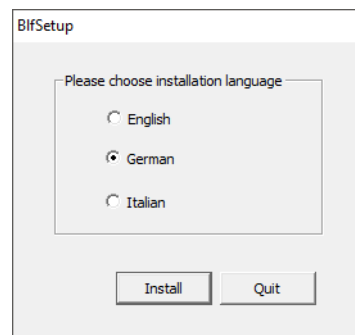 BlfSetup
Please choose installation language
English
German
Italian
Install
Quit